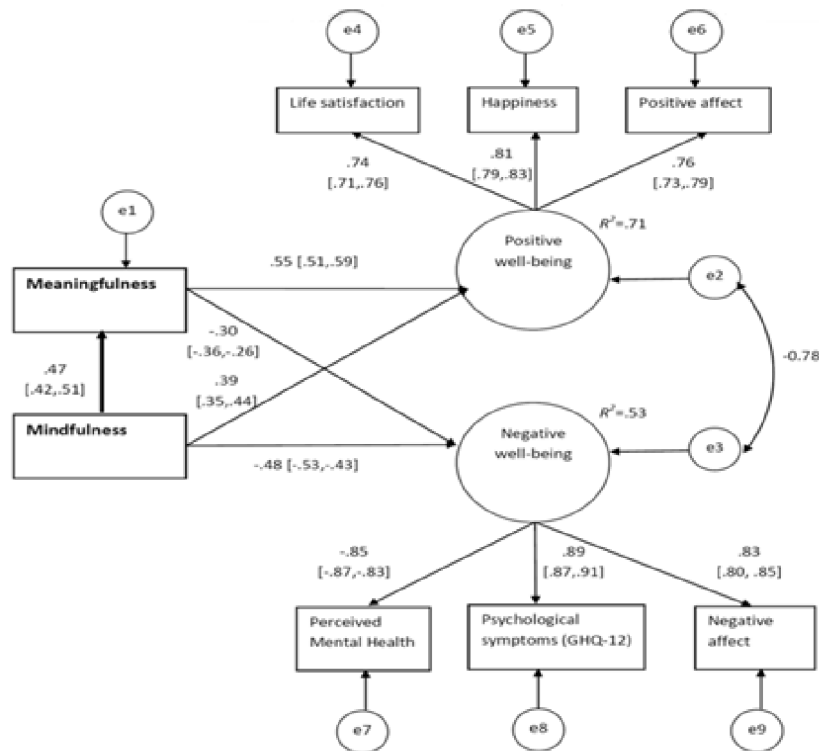 e4
e5
e6
Life satisfaction
Happiness
Positive affect
.74
[.71,.76]
.81
[.79,.83]
.76
[.73,.79]
e1
R²=.71
Positive
well-being
Meaningfulness
.55 [.51,.59]
e2
-.30
[-.36,-.26]
-0.78
.47
[.42,.51]
.39
[.35,.44]
R²=.53
Mindfulness
Negative
well-being
e3
-.48 [-.53,-.43]
-.85
[-.87,-.83]
.89
[.87,.91]
.83
[.80, .85]
Perceived
Mental Health
Psychological
symptoms (GHQ-12)
Negative
affect
e7
e8
e9